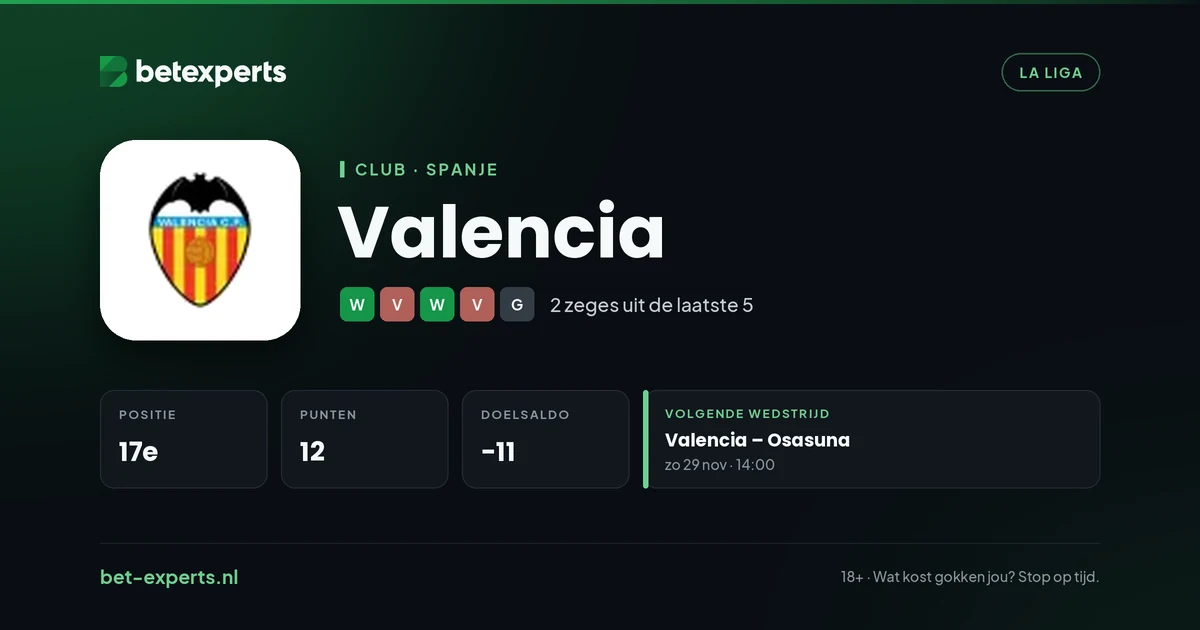 betexperts
LA LIGA
VALENCIA C.F.
CLUB · SPANJE
Valencia
W V W V G 2 zeges uit de laatste 5
POSITIE
17e
PUNTEN
12
DOELSALDO
−11
VOLGENDE WEDSTRIJD
Valencia – Osasuna
zo 29 nov · 14:00
bet-experts.nl
18+ · Wat kost gokken jou? Stop op tijd.